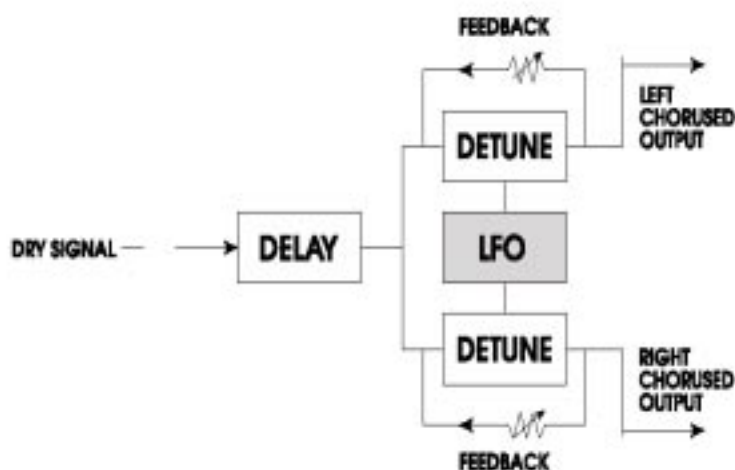 FEEDBACK
LEFT
CHORUSED
OUTPUT
DETUNE
DRY SIGNAL
DELAY
LFO
DETUNE
RIGHT
CHORUSED
OUTPUT
FEEDBACK